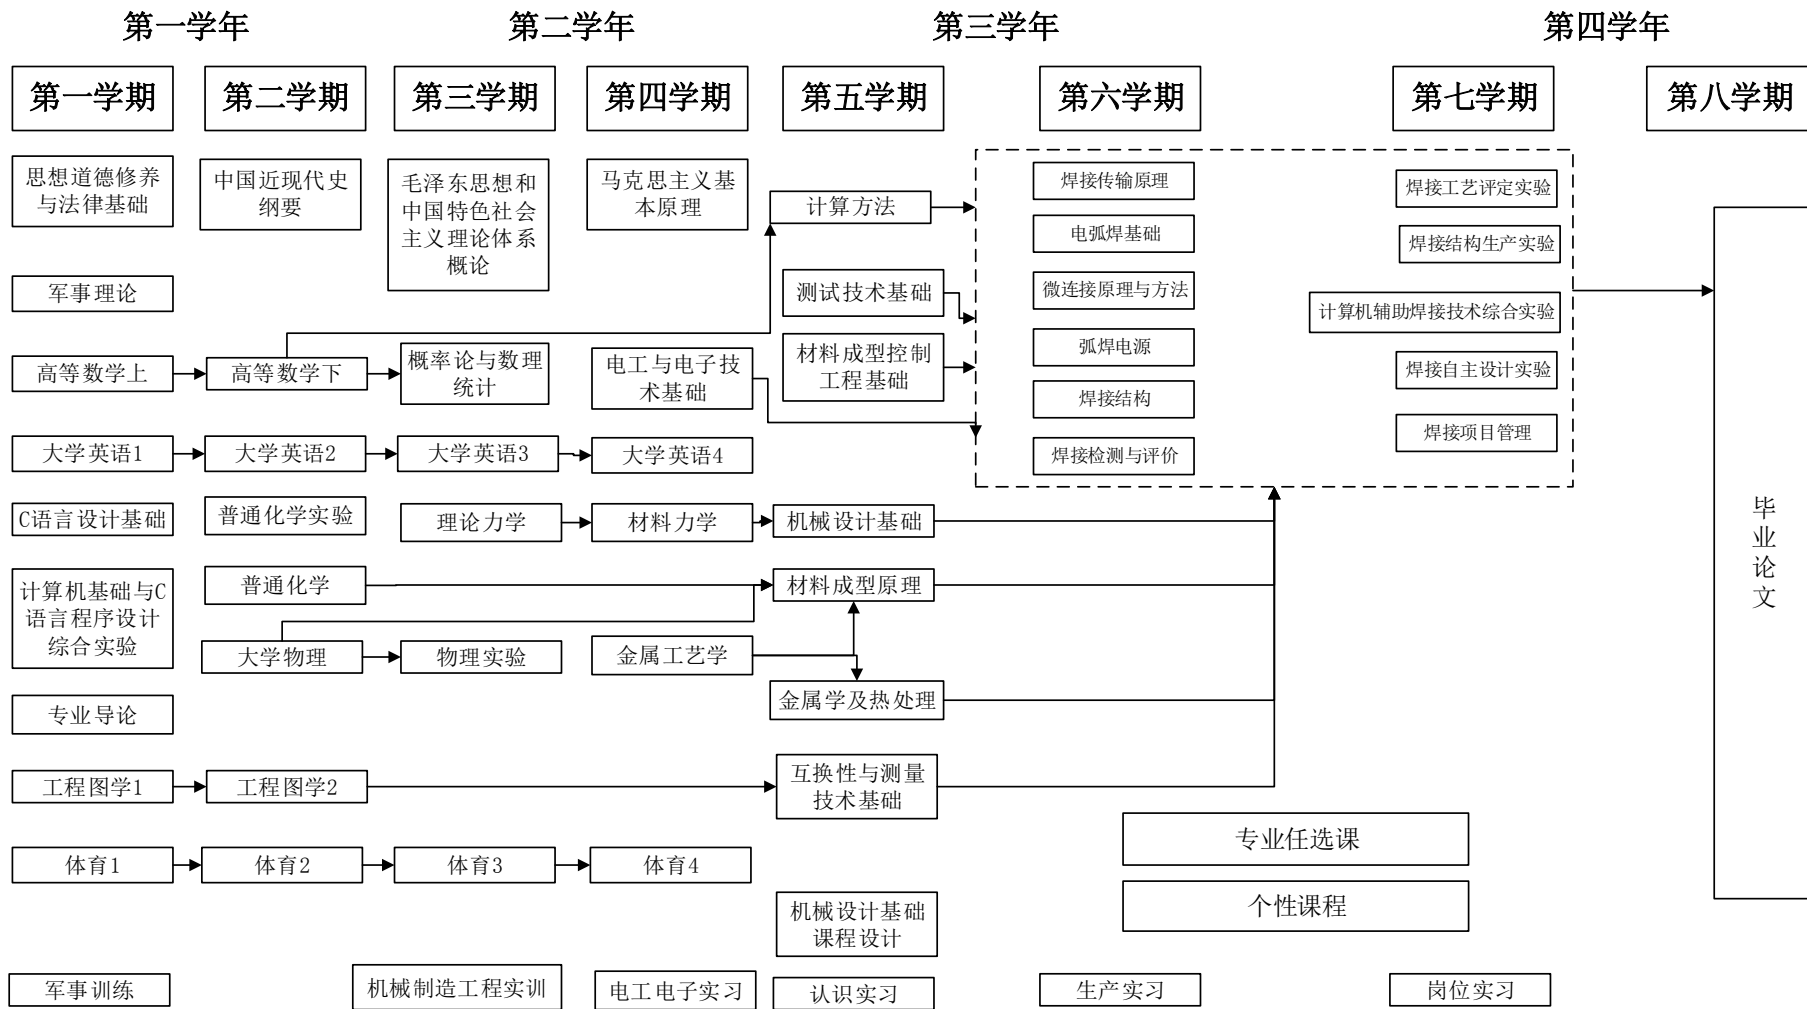 第一学年
第二学年
第三学年
第四学年
第一学期
第二学期
第三学期
第四学期
第五学期
第六学期
第七学期
第八学期
思想道德修养
与法律基础
中国近现代史
纲要
毛泽东思想和
中国特色社会
主义理论体系
概论
马克思主义基
本原理
计算方法
焊接传输原理
焊接工艺评定实验
电弧焊基础
焊接结构生产实验
军事理论
测试技术基础
微连接原理与方法
计算机辅助焊接技术综合实验
高等数学上
高等数学下
概率论与数理
统计
电工与电子技
术基础
材料成型控制
工程基础
弧焊电源
焊接自主设计实验
焊接结构
焊接项目管理
大学英语1
大学英语2
大学英语3
大学英语4
焊接检测与评价
C语言设计基础
普通化学实验
理论力学
材料力学
机械设计基础
毕
业
论
文
计算机基础与C
语言程序设计
综合实验
普通化学
材料成型原理
大学物理
物理实验
金属工艺学
专业导论
金属学及热处理
工程图学1
工程图学2
互换性与测量
技术基础
专业任选课
体育1
体育2
体育3
体育4
个性课程
机械设计基础
课程设计
军事训练
机械制造工程实训
电工电子实习
认识实习
生产实习
岗位实习